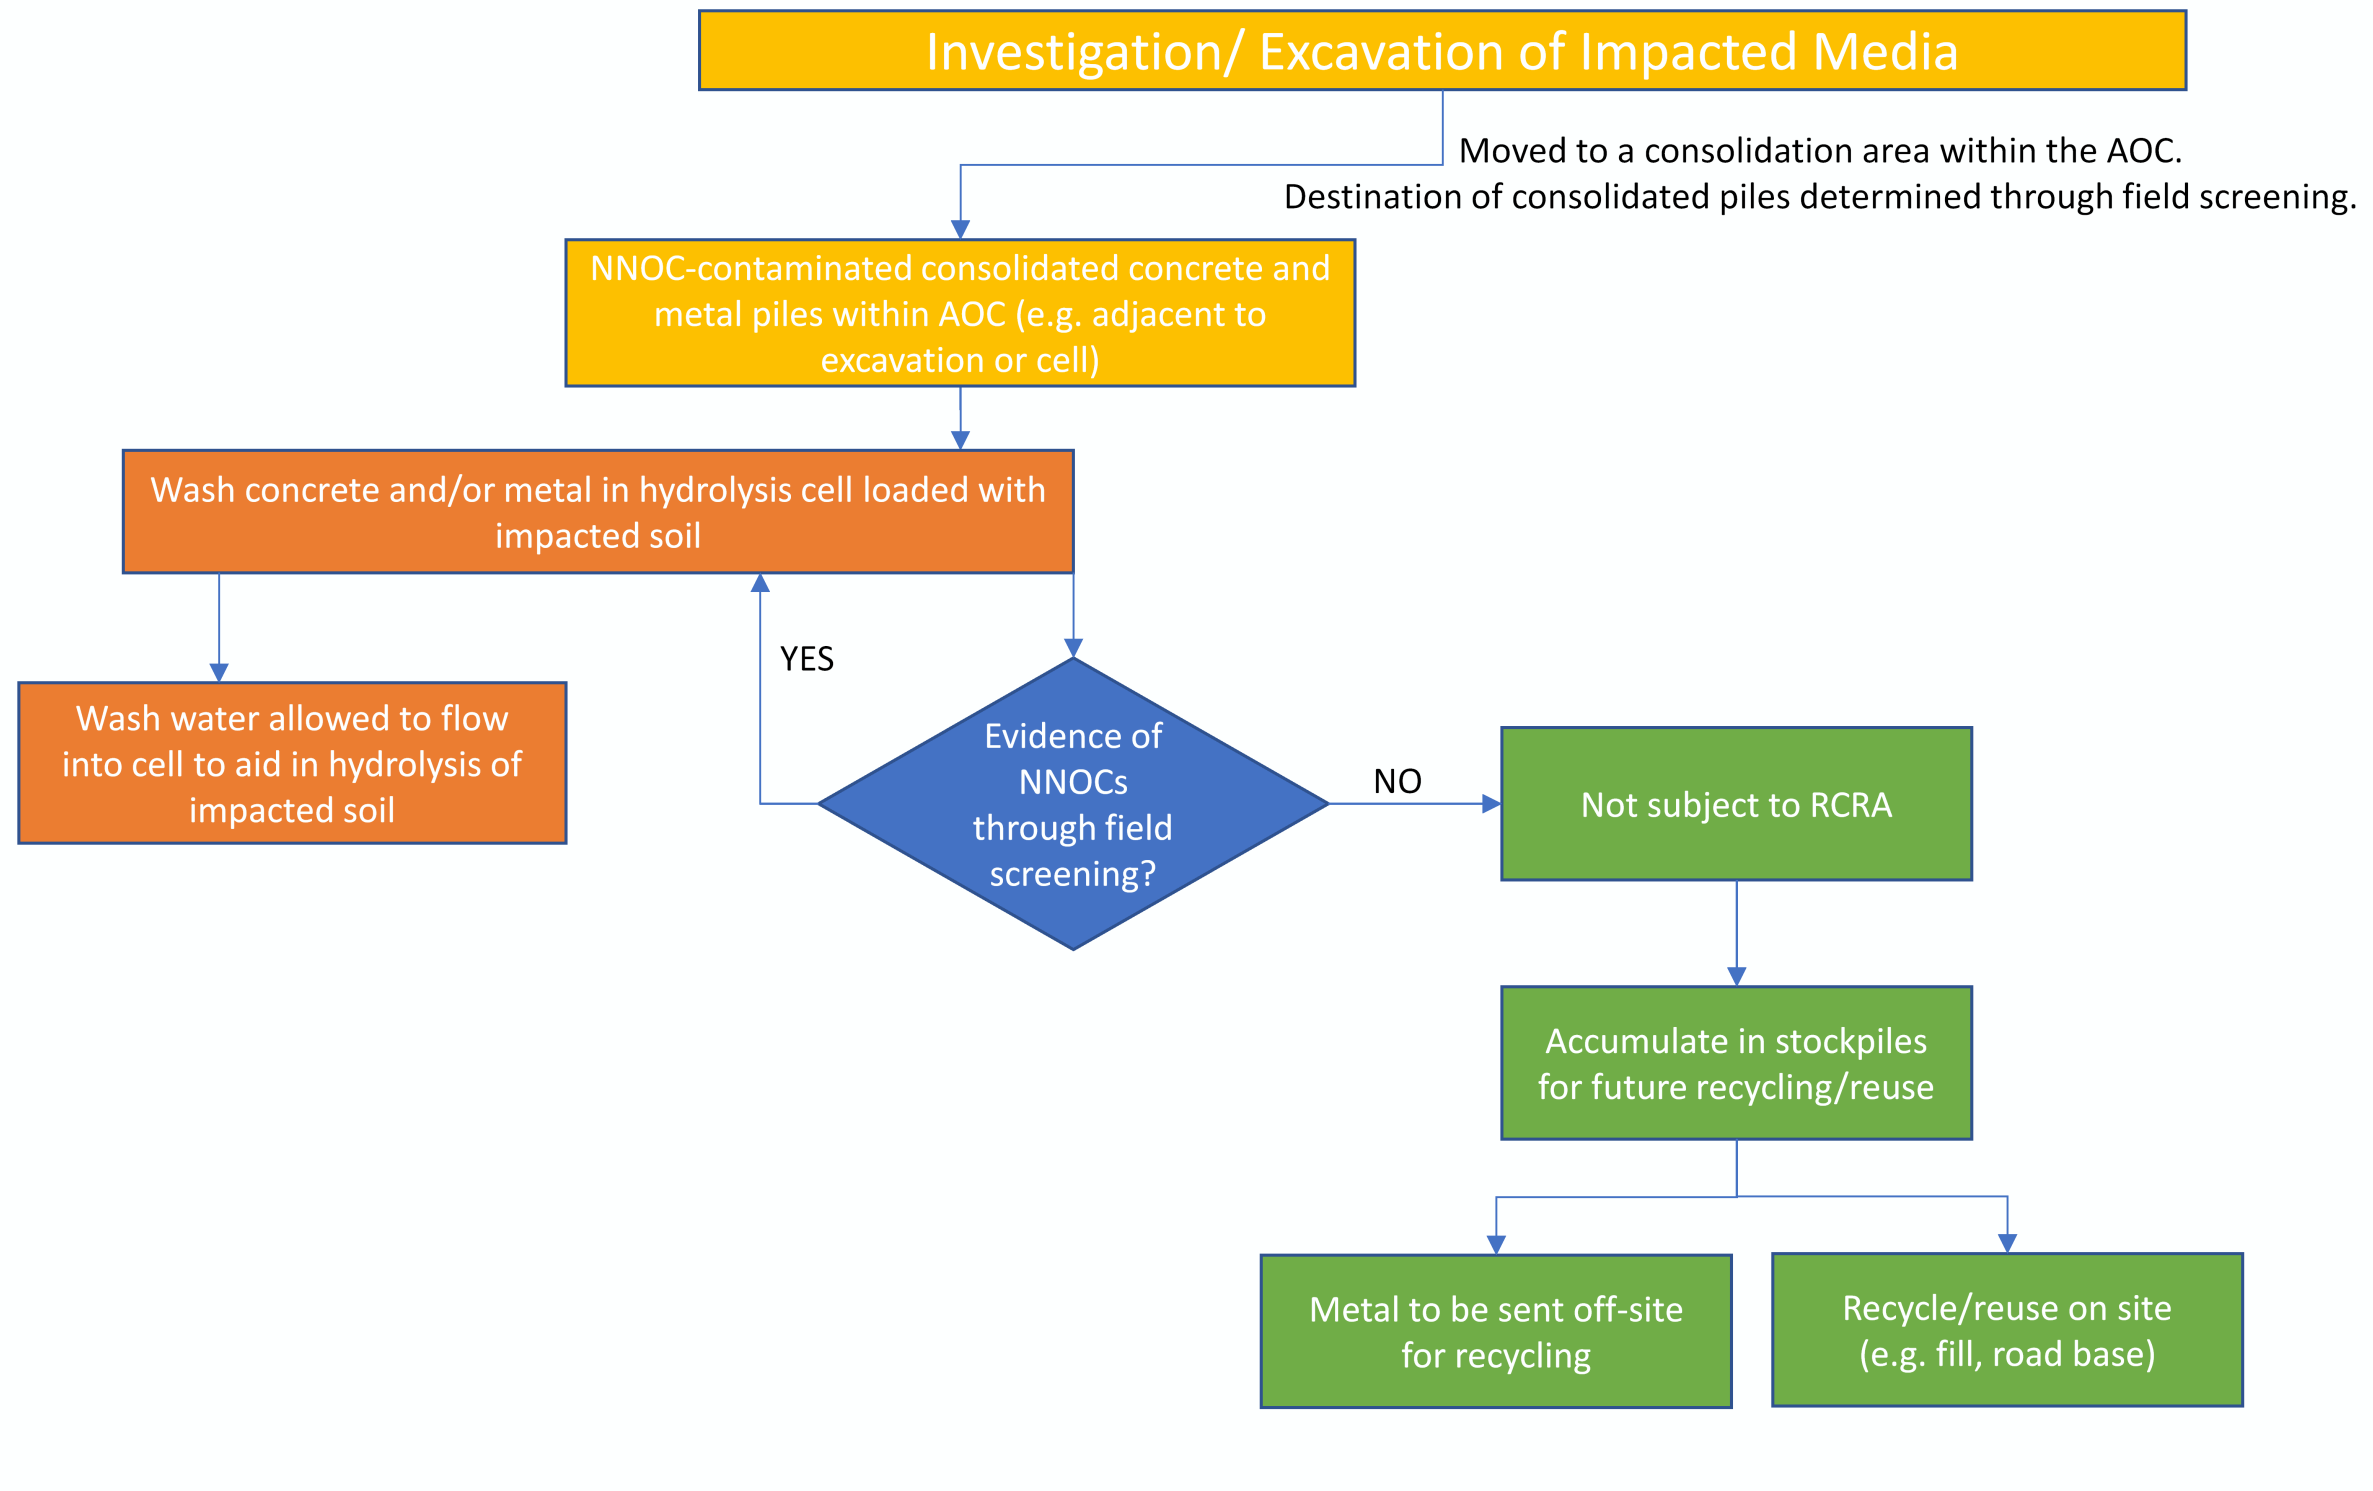 Investigation/ Excavation of Impacted Media
Moved to a consolidation area within the AOC.
Destination of consolidated piles determined through field screening.
NNOC-contaminated consolidated concrete and
metal piles within AOC (e.g. adjacent to
excavation or cell)
Wash concrete and/or metal in hydrolysis cell loaded with
impacted soil
YES
Wash water allowed to flow
into cell to aid in hydrolysis of
impacted soil
Evidence of
NNOCs
through field
screening?
NO
Not subject to RCRA
Accumulate in stockpiles
for future recycling/reuse
Metal to be sent off-site
for recycling
Recycle/reuse on site
(e.g. fill, road base)